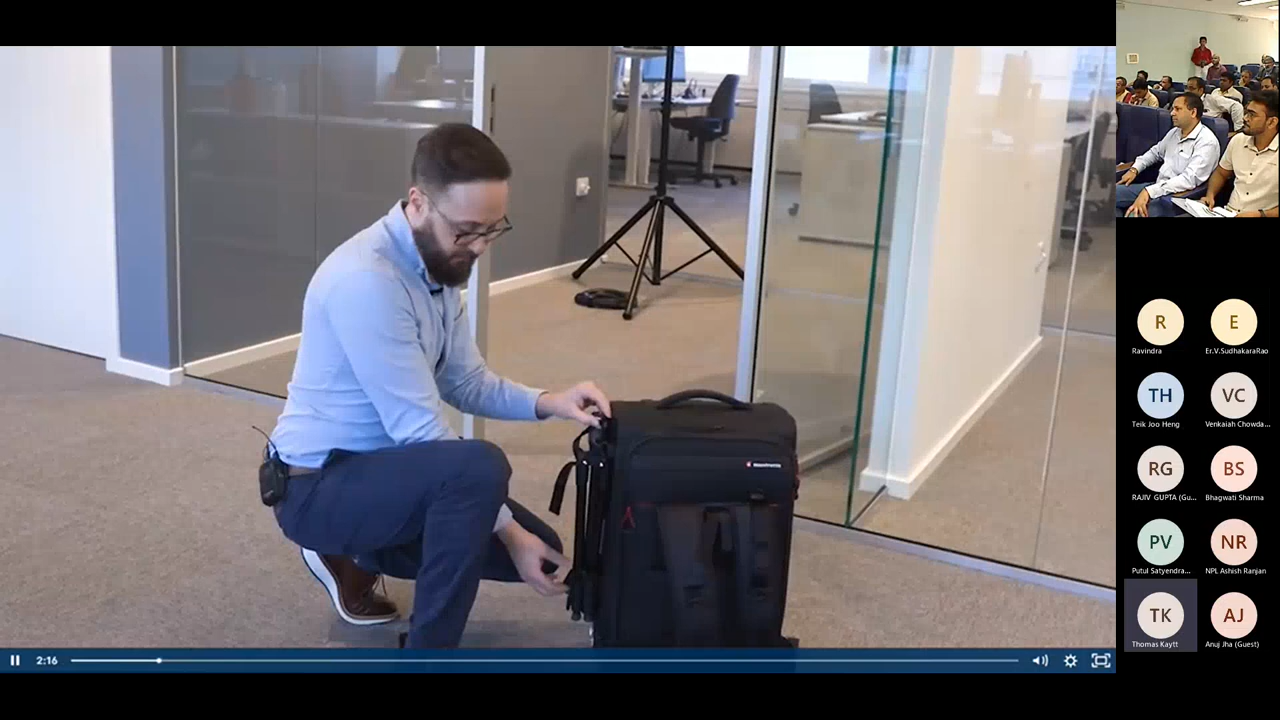 2:16
R
E
Ravindra
Er.V.SudhakaraRao
TH
VC
Teik Joo Heng
Venkaiah Chowda...
RG
BS
RAJIV GUPTA (Gu...
Bhagwati Sharma
PV
NR
Putul Satyendra...
NPL Ashish Ranjan
TK
AJ
Thomas Kaytt
Anuj Jha (Guest)